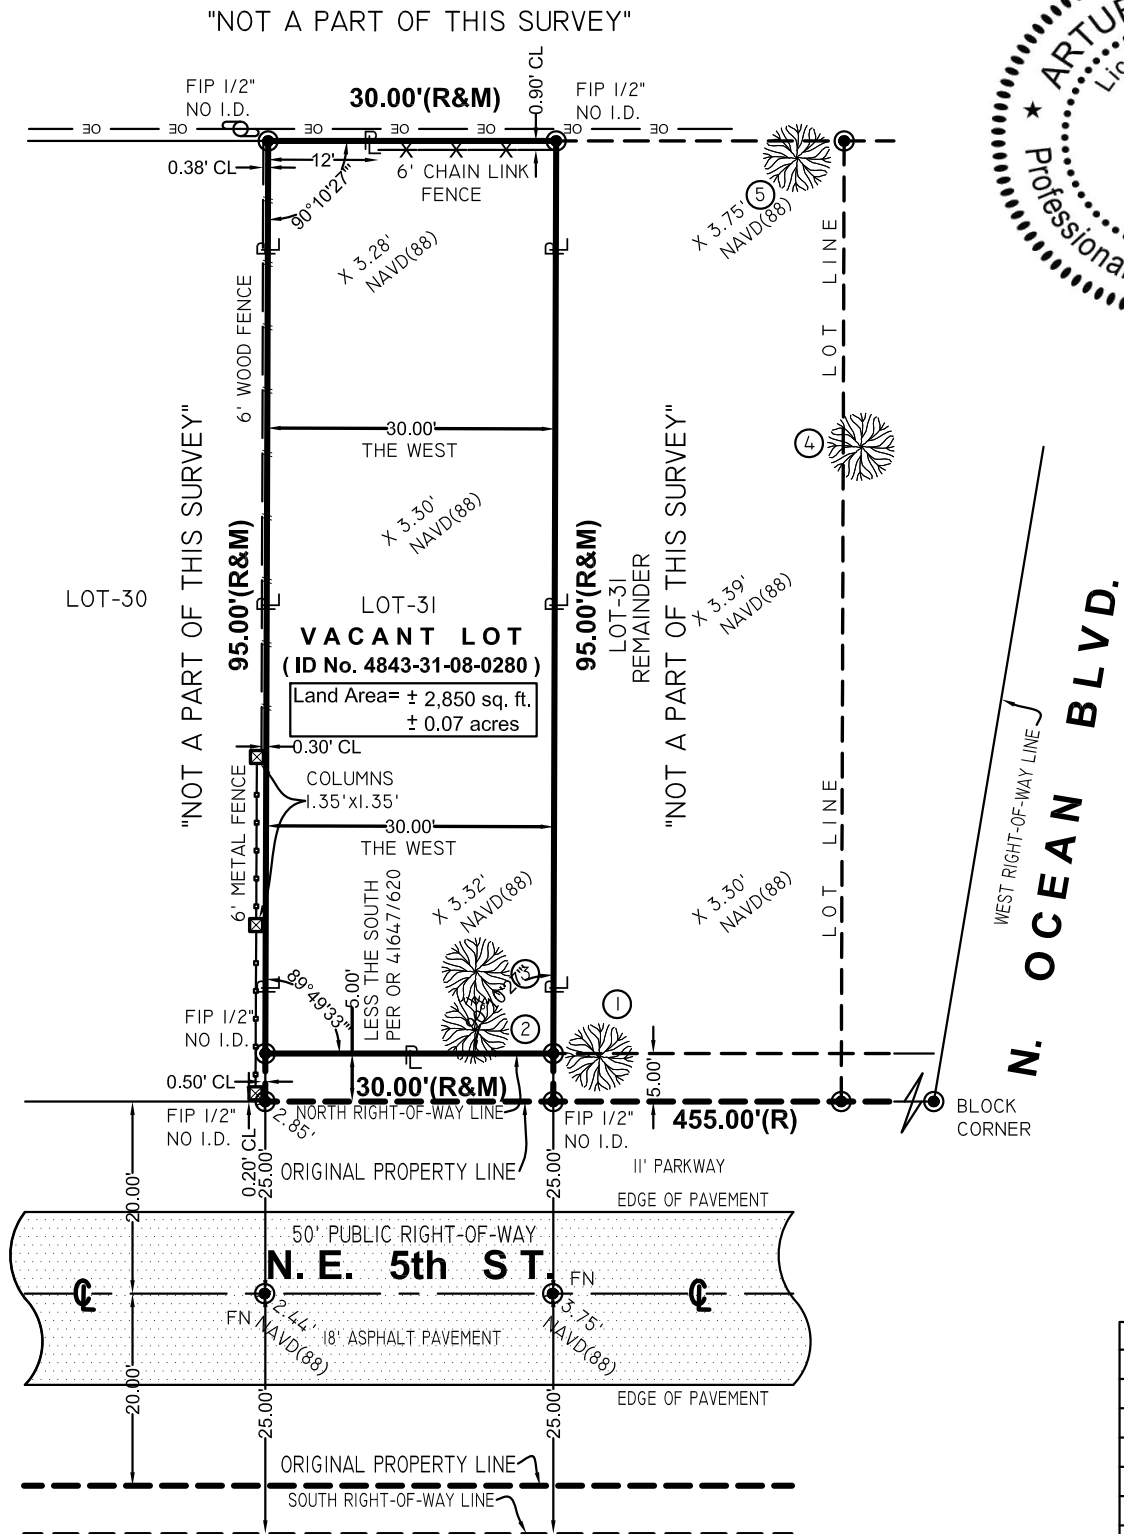 "NOT A PART OF THIS SURVEY"
FIP 1/2"
NO I.D.
30.00'(R&M)
0.90' CL
FIP 1/2"
NO I.D.
OE OE OE OE OE OE OE OE
0.38' CL
12'
6' CHAIN LINK
FENCE
90°10'27"
X 3.28'
NAVD(88)
5
X 3.75'
NAVD(88)
LOT LINE
6' WOOD FENCE
30.00'
THE WEST
4
"NOT A PART OF THIS SURVEY"
X 3.30'
NAVD(88)
"NOT A PART OF THIS SURVEY"
95.00'(R&M)
95.00'(R&M)
LOT-30
LOT-31
LOT-31
REMAINDER
X 3.39'
NAVD(88)
VACANT LOT
( ID No. 4843-31-08-0280 )
Land Area= ± 2,850 sq. ft.
± 0.07 acres
N. OCEAN BLVD.
WEST RIGHT-OF-WAY LINE
0.30' CL
COLUMNS
1.35'x1.35'
6' METAL FENCE
30.00'
THE WEST
LOT LINE
LESS THE SOUTH
PER OR 41647/620
5.00'
X 3.32'
NAVD(88)
X 3.30'
NAVD(88)
89°49'33"
3
1
2
FIP 1/2"
NO I.D.
0.50' CL
30.00'(R&M)
5.00'
NORTH RIGHT-OF-WAY LINE
FIP 1/2"
NO I.D.
2.85'
FIP 1/2"
NO I.D.
455.00'(R)
BLOCK
CORNER
0.20' CL
25.00'
ORIGINAL PROPERTY LINE
25.00'
11' PARKWAY
EDGE OF PAVEMENT
20.00'
50' PUBLIC RIGHT-OF-WAY
N. E. 5th ST.
FN
CL
CL
FN
2.44'
NAVD(88)
18' ASPHALT PAVEMENT
3.75'
NAVD(88)
20.00'
25.00'
25.00'
EDGE OF PAVEMENT
ORIGINAL PROPERTY LINE
SOUTH RIGHT-OF-WAY LINE
★ Professional